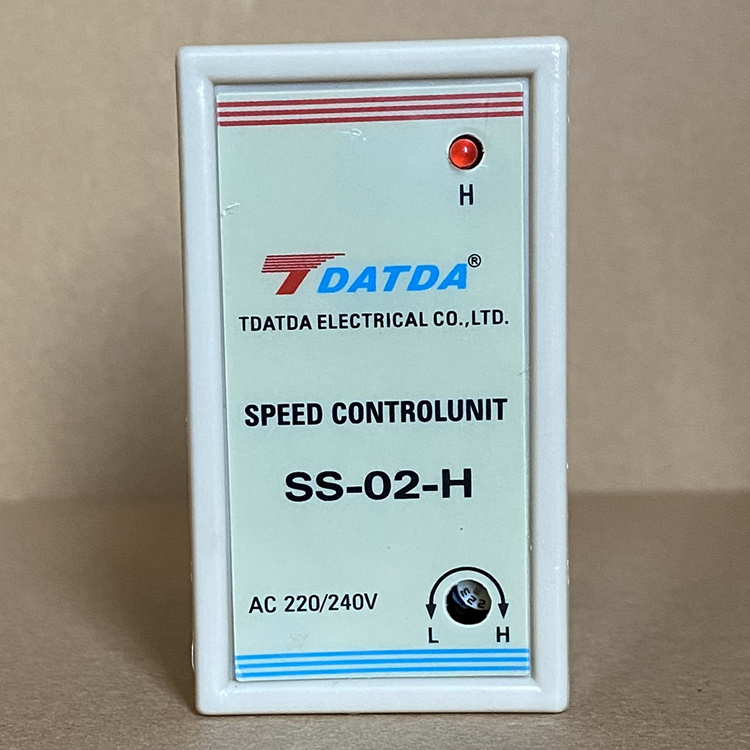 H
TDATDA®
TDATDA ELECTRICAL CO.,LTD.
SPEED CONTROLUNIT
SS-02-H
AC 220/240V
L H